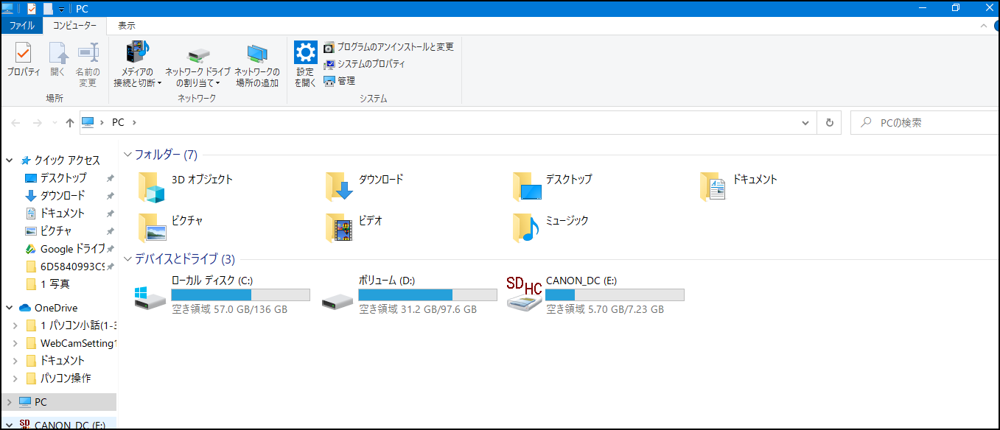 PC
ファイル
コンピューター
表示
プロパティ
開く
名前の
変更
場所
メディアの
接続と切断
ネットワーク ドライブ
の割り当て
ネットワークの
場所の追加
ネットワーク
設定
を開く
プログラムのアンインストールと変更
システムのプロパティ
管理
システム
PC
PCの検索
クイック アクセス
デスクトップ
ダウンロード
ドキュメント
ピクチャ
Google ドライブ
6D5840993C9
1 写真
OneDrive
1 パソコン小話(1-3
WebCamSetting1
ドキュメント
パソコン操作
PC
SD CANON_DC (E:)
フォルダー (7)
3D オブジェクト
ダウンロード
デスクトップ
ドキュメント
ピクチャ
ビデオ
ミュージック
デバイスとドライブ (3)
ローカル ディスク (C:)
空き領域 57.0 GB/136 GB
ボリューム (D:)
空き領域 31.2 GB/97.6 GB
SDHC
CANON_DC (E:)
空き領域 5.70 GB/7.23 GB